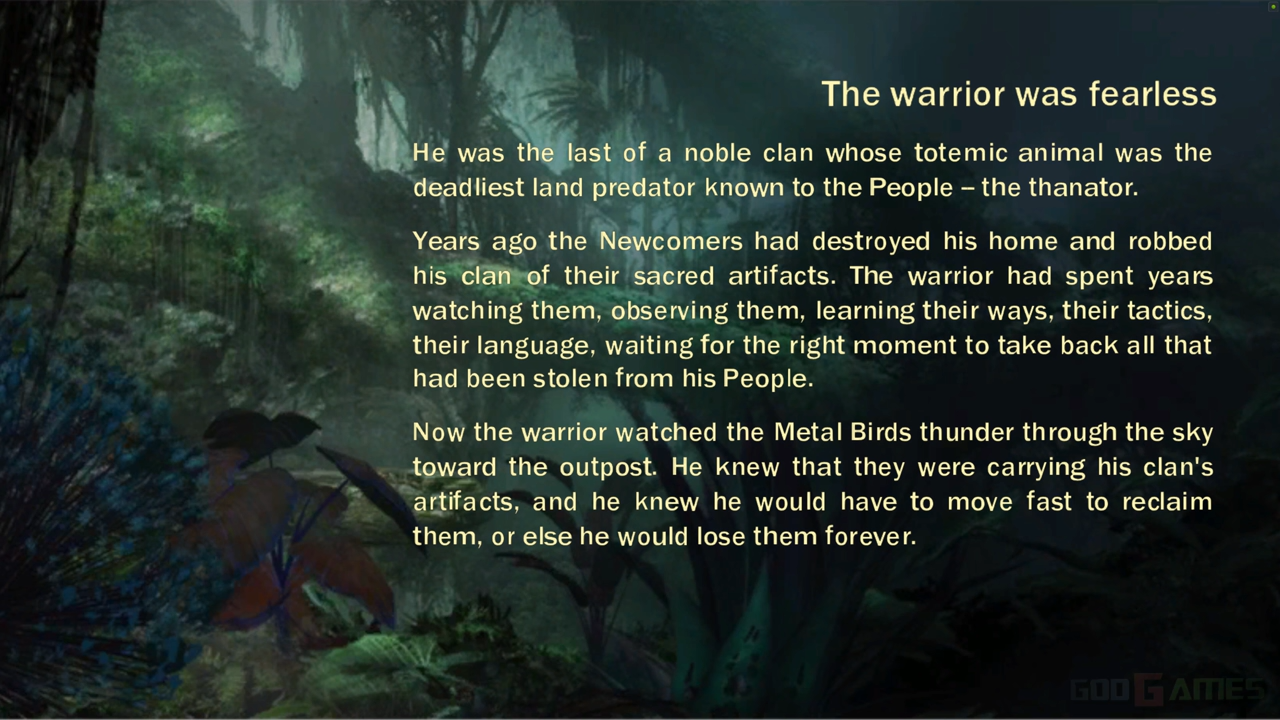 The warrior was fearless
He was the last of a noble clan whose totemic animal was the
deadliest land predator known to the People – the thanator.
Years ago the Newcomers had destroyed his home and robbed
his clan of their sacred artifacts. The warrior had spent years
watching them, observing them, learning their ways, their tactics,
their language, waiting for the right moment to take back all that
had been stolen from his People.
Now the warrior watched the Metal Birds thunder through the sky
toward the outpost. He knew that they were carrying his clan's
artifacts, and he knew he would have to move fast to reclaim
them, or else he would lose them forever.
GODGAMES